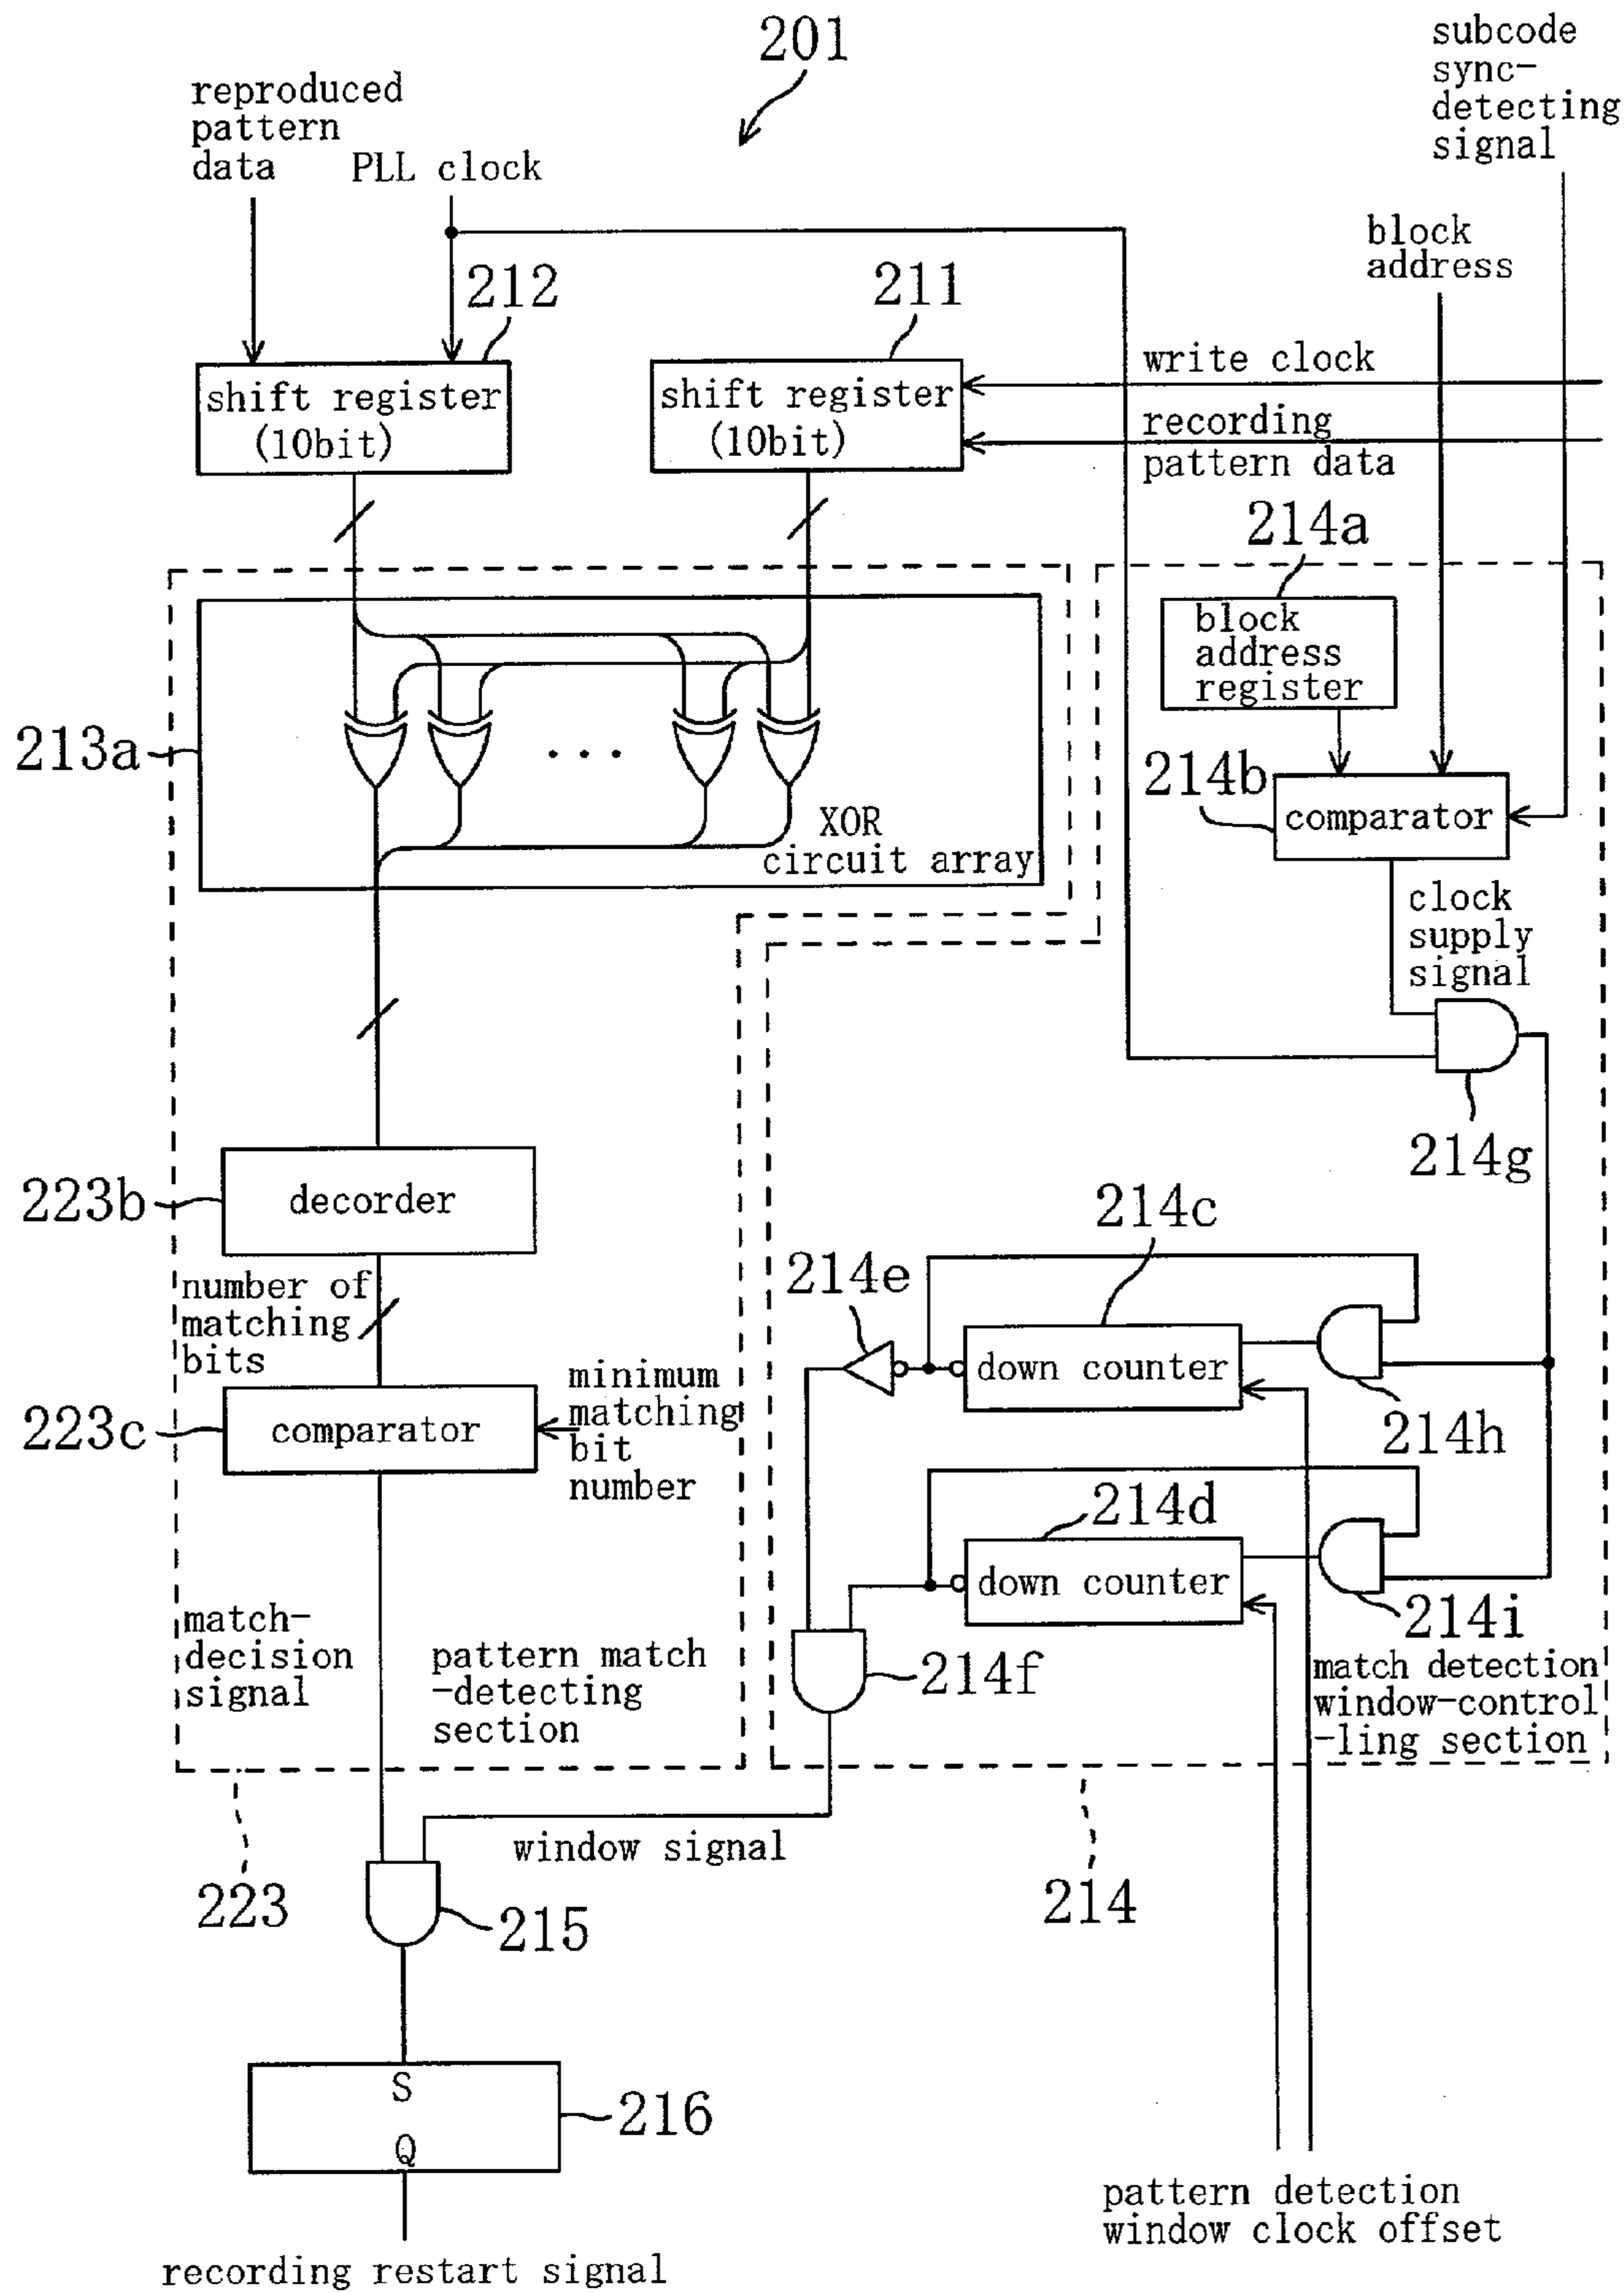 201
subcode
sync-
detecting
signal
reproduced
pattern
data
PLL clock
block
address
212
211
shift register
(10bit)
shift register
(10bit)
write clock
recording
pattern data
214a
block
address
register
213a
214b
comparator
XOR
circuit array
clock
supply
signal
214g
223b
decorder
214c
214e
number of
matching
bits
down counter
214h
223c
comparator
minimum
matching
bit
number
214d
down counter
214i
match-
decision
signal
pattern match
-detecting
section
214f
match detection
window-control
-ling section
window signal
223
215
214
S
Q
216
pattern detection
window clock offset
recording restart signal